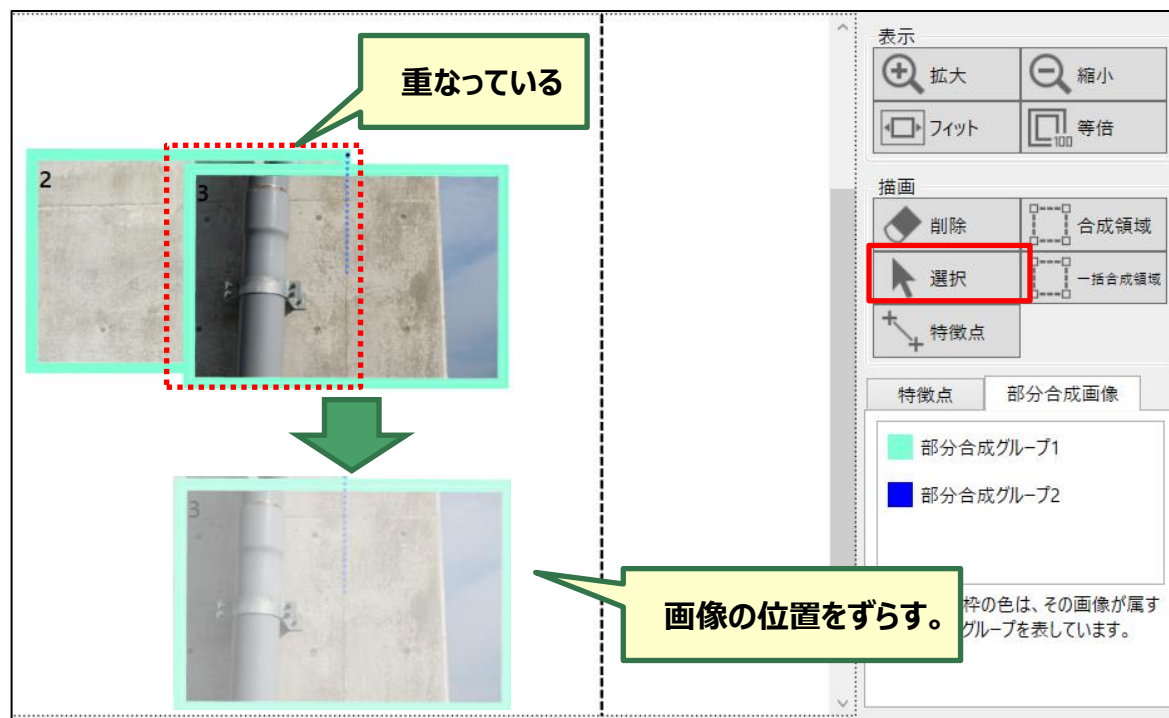 重なっている
2
3
3
画像の位置をずらす。
表示
拡大
縮小
フィット
100
等倍
描画
削除
合成領域
選択
一括合成領域
特徴点
特徴点
部分合成画像
部分合成グループ1
部分合成グループ2
枠の色は、その画像が属す
グループを表しています。